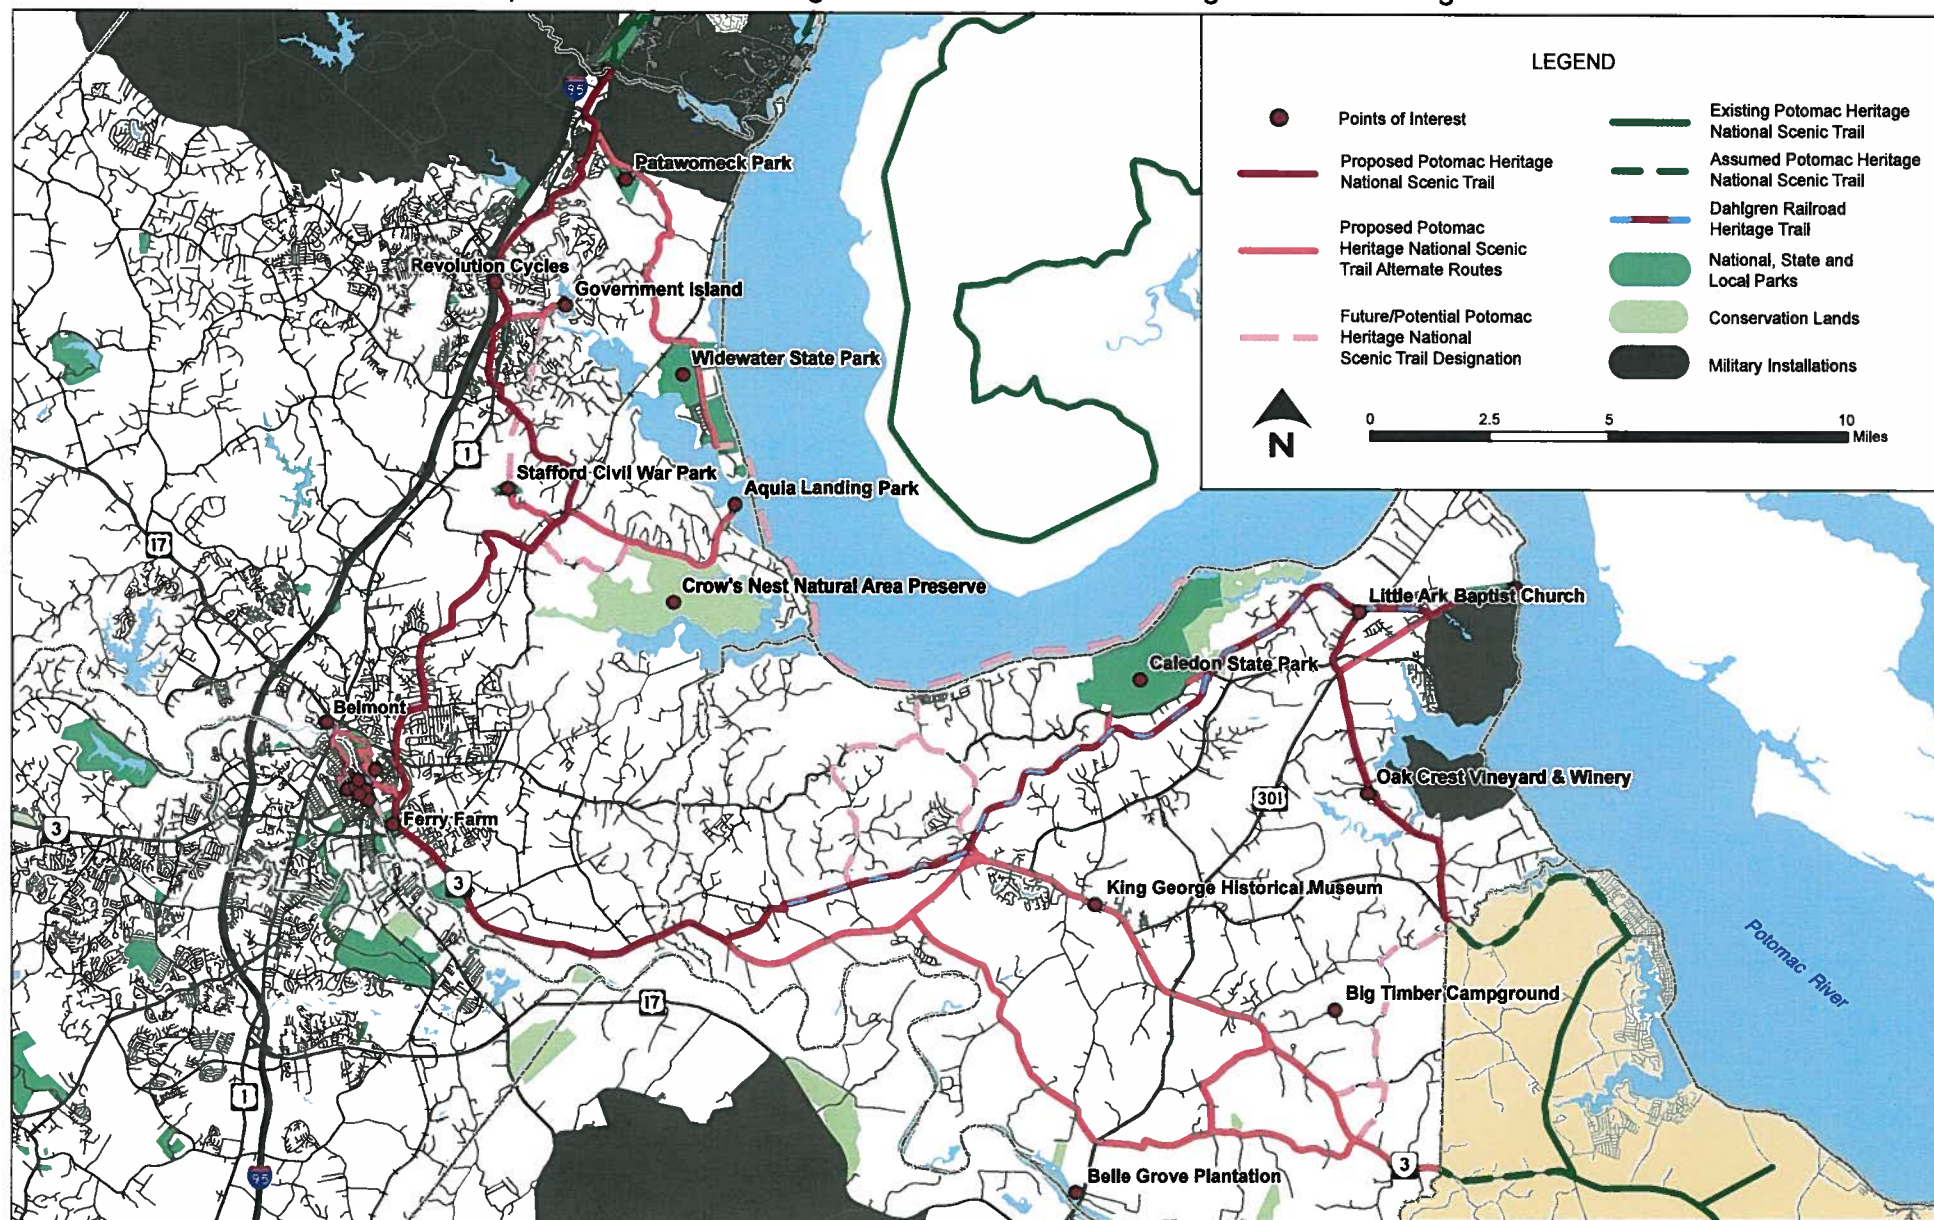 LEGEND
Points of Interest
Proposed Potomac Heritage
National Scenic Trail
Proposed Potomac
Heritage National Scenic
Trail Alternate Routes
Future/Potential Potomac
Heritage National
Scenic Trail Designation
Existing Potomac Heritage
National Scenic Trail
Assumed Potomac Heritage
National Scenic Trail
Dahlgren Railroad
Heritage Trail
National, State and
Local Parks
Conservation Lands
Military Installations
N
0 2.5 5 10
Miles
95
Patawomeck Park
Revolution Cycles
Government Island
Widewater State Park
1
Stafford Civil War Park
Aquia Landing Park
17
Crow's Nest Natural Area Preserve
Little Ark Baptist Church
Caledon State Park
Belmont
Oak Crest Vineyard & Winery
301
Ferry Farm
3
3
King George Historical Museum
Potomac River
Big Timber Campground
17
1
95
3
Belle Grove Plantation